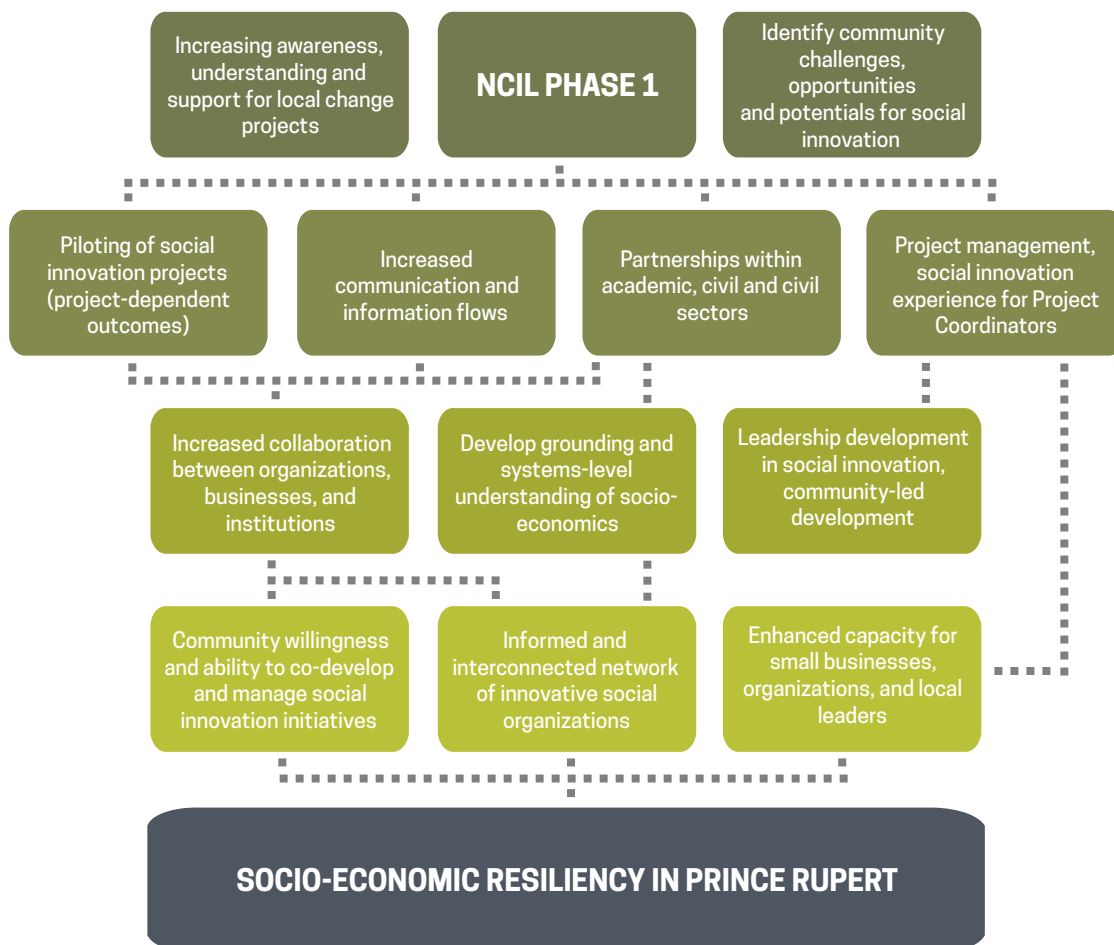 Increasing awareness,
understanding and
support for local change
projects
NCIL PHASE 1
Identify community
challenges,
opportunities
and potentials for social
innovation
Piloting of social
innovation projects
(project-dependent
outcomes)
Increased
communication and
information flows
Partnerships within
academic, civil and civil
sectors
Project management,
social innovation
experience for Project
Coordinators
Increased collaboration
between organizations,
businesses, and
institutions
Develop grounding and
systems-level
understanding of socio-
economics
Leadership development
in social innovation,
community-led
development
Community willingness
and ability to co-develop
and manage social
innovation initiatives
Informed and
interconnected network
of innovative social
organizations
Enhanced capacity for
small businesses,
organizations, and local
leaders
SOCIO-ECONOMIC RESILIENCY IN PRINCE RUPERT